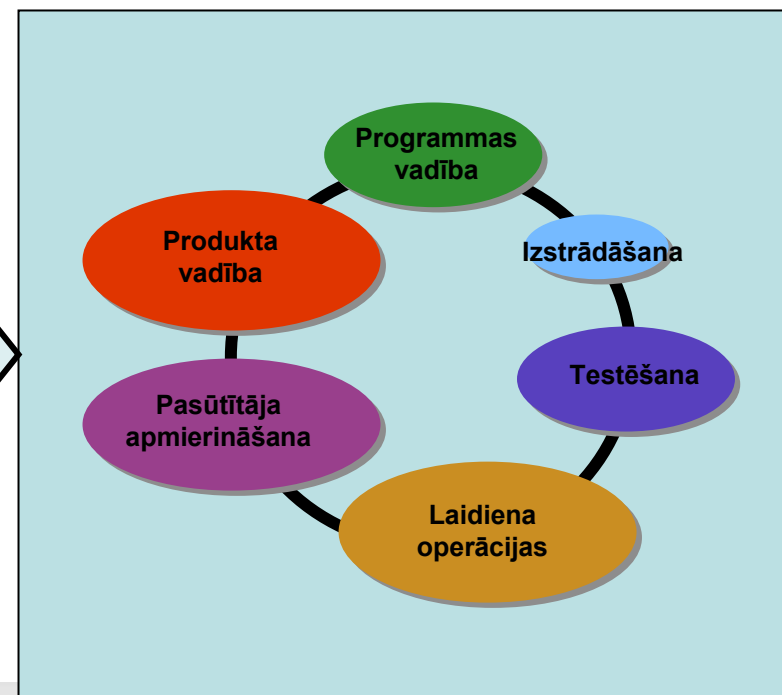 Programmas
vadība
Produkta
vadība
Izstrādāšana
Testēšana
Pasūtītāja
apmierināšana
Laidiena
operācijas